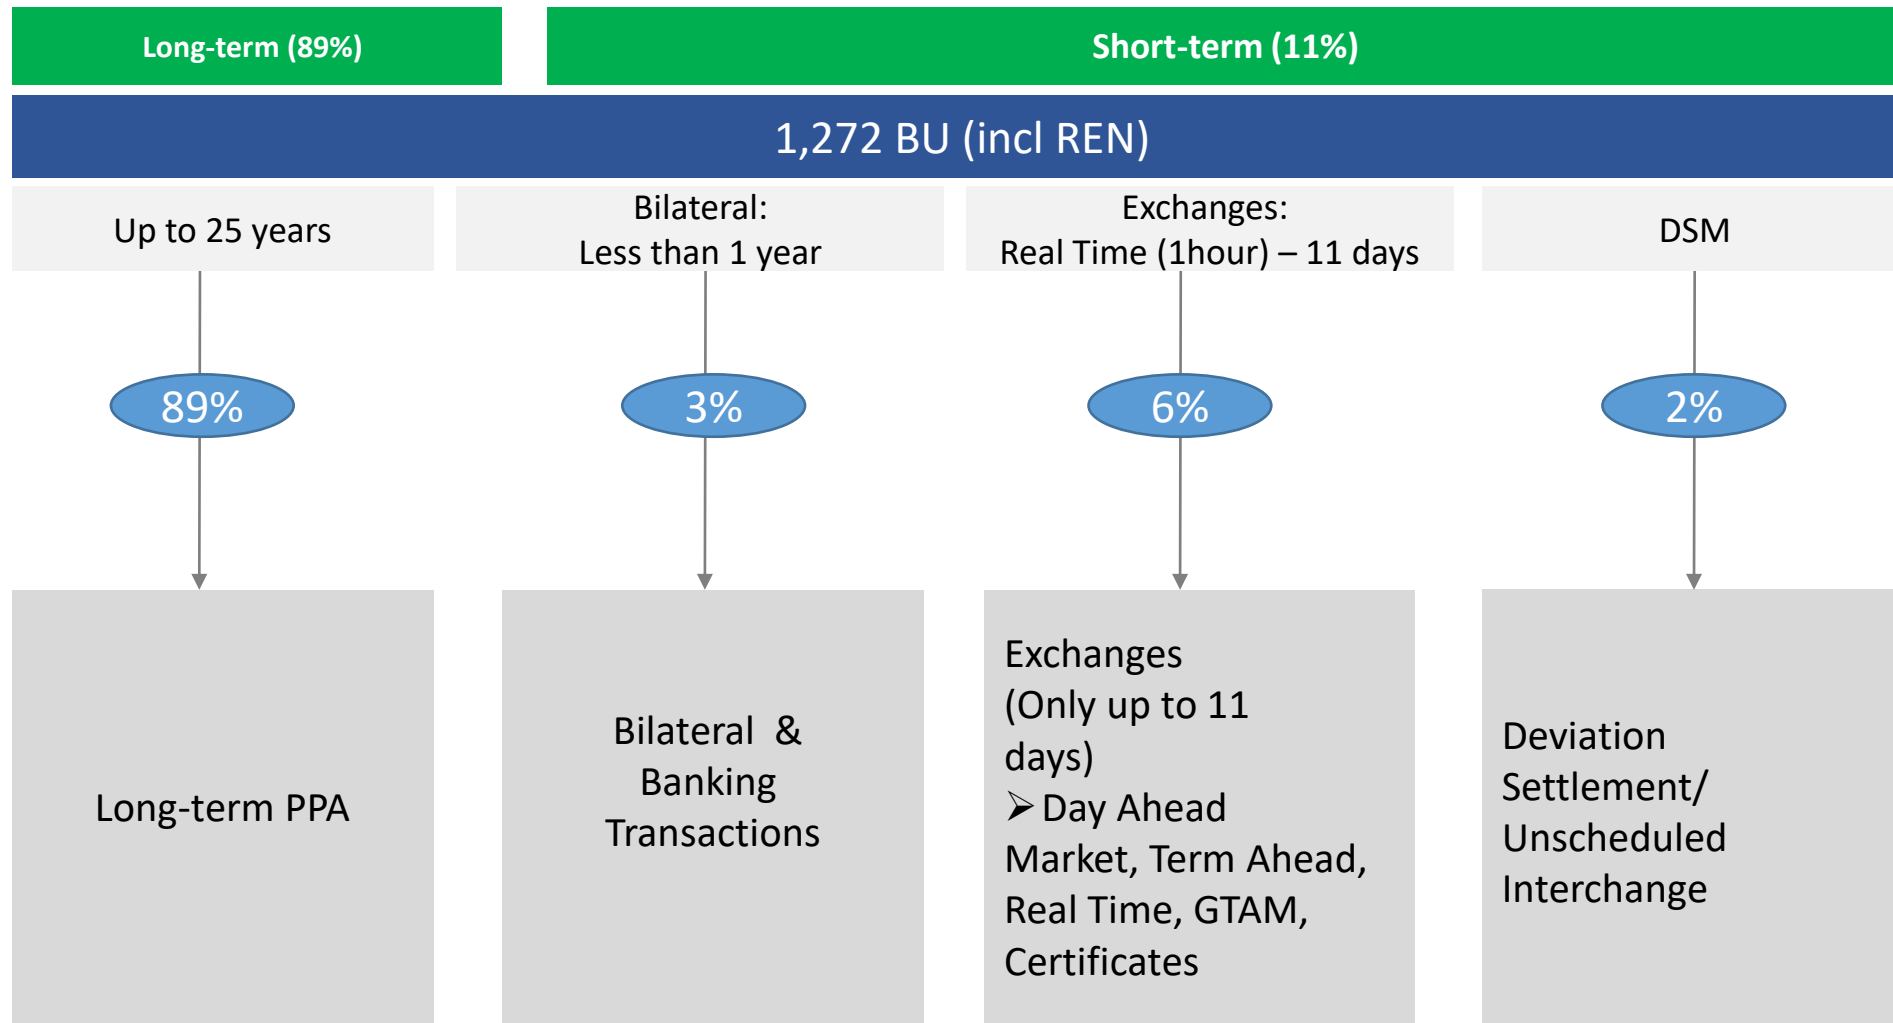 Long-term (89%)
Short-term (11%)
1,272 BU (incl REN)
Up to 25 years
Bilateral:
Less than 1 year
Exchanges:
Real Time (1hour) – 11 days
DSM
89%
3%
6%
2%
Long-term PPA
Bilateral &
Banking
Transactions
Exchanges
(Only up to 11
days)
➢ Day Ahead
Market, Term Ahead,
Real Time, GTAM,
Certificates
Deviation
Settlement/
Unscheduled
Interchange